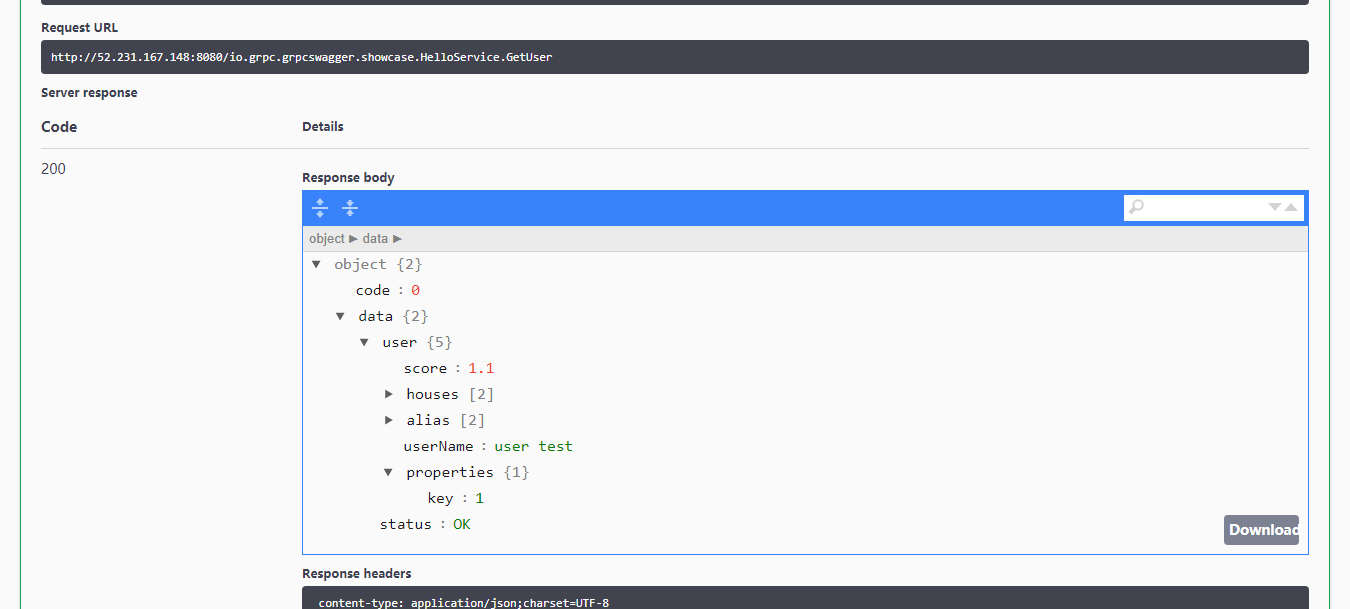 Request URL
http://52.231.167.148:8080/io.grpc.grpcswagger.showcase.HelloService.GetUser
Server response
Code Details
200
Response body
object ▶ data ▶
▼ object {2}
code : 0
▼ data {2}
▼ user {5}
score : 1.1
▶ houses [2]
▶ alias [2]
userName : user test
▼ properties {1}
key : 1
status : OK
Download
Response headers
content-type: application/json;charset=UTF-8